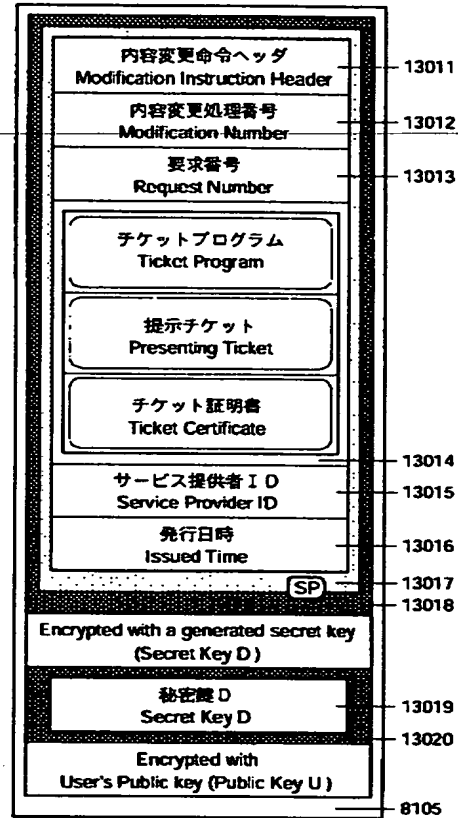 内容変更命令ヘッダ
Modification Instruction Header
13011
内容変更処理番号
Modification Number
13012
要求番号
Request Number
13013
チケットプログラム
Ticket Program
提示チケット
Presenting Ticket
チケット証明書
Ticket Certificate
13014
サービス提供者ID
Service Provider ID
13015
発行日時
Issued Time
13016
SP
13017
13018
Encrypted with a generated secret key
(Secret Key D )
秘密鍵D
Secret Key D
13019
13020
Encrypted with
User's Public key (Public Key U )
8105